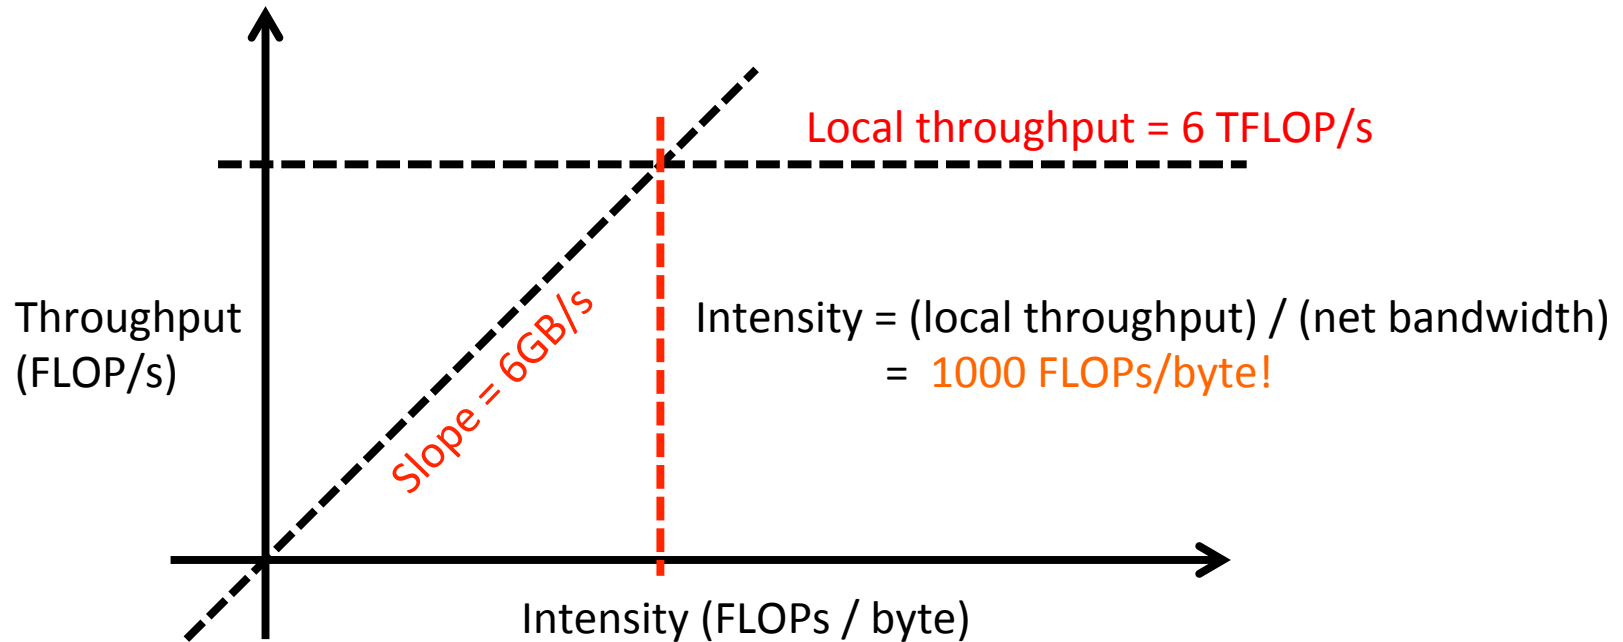 Local throughput = 6 TFLOP/s
Throughput
(FLOP/s)
Slope = 6GB/s
Intensity = (local throughput) / (net bandwidth)
= 1000 FLOPs/byte!
Intensity (FLOPs / byte)